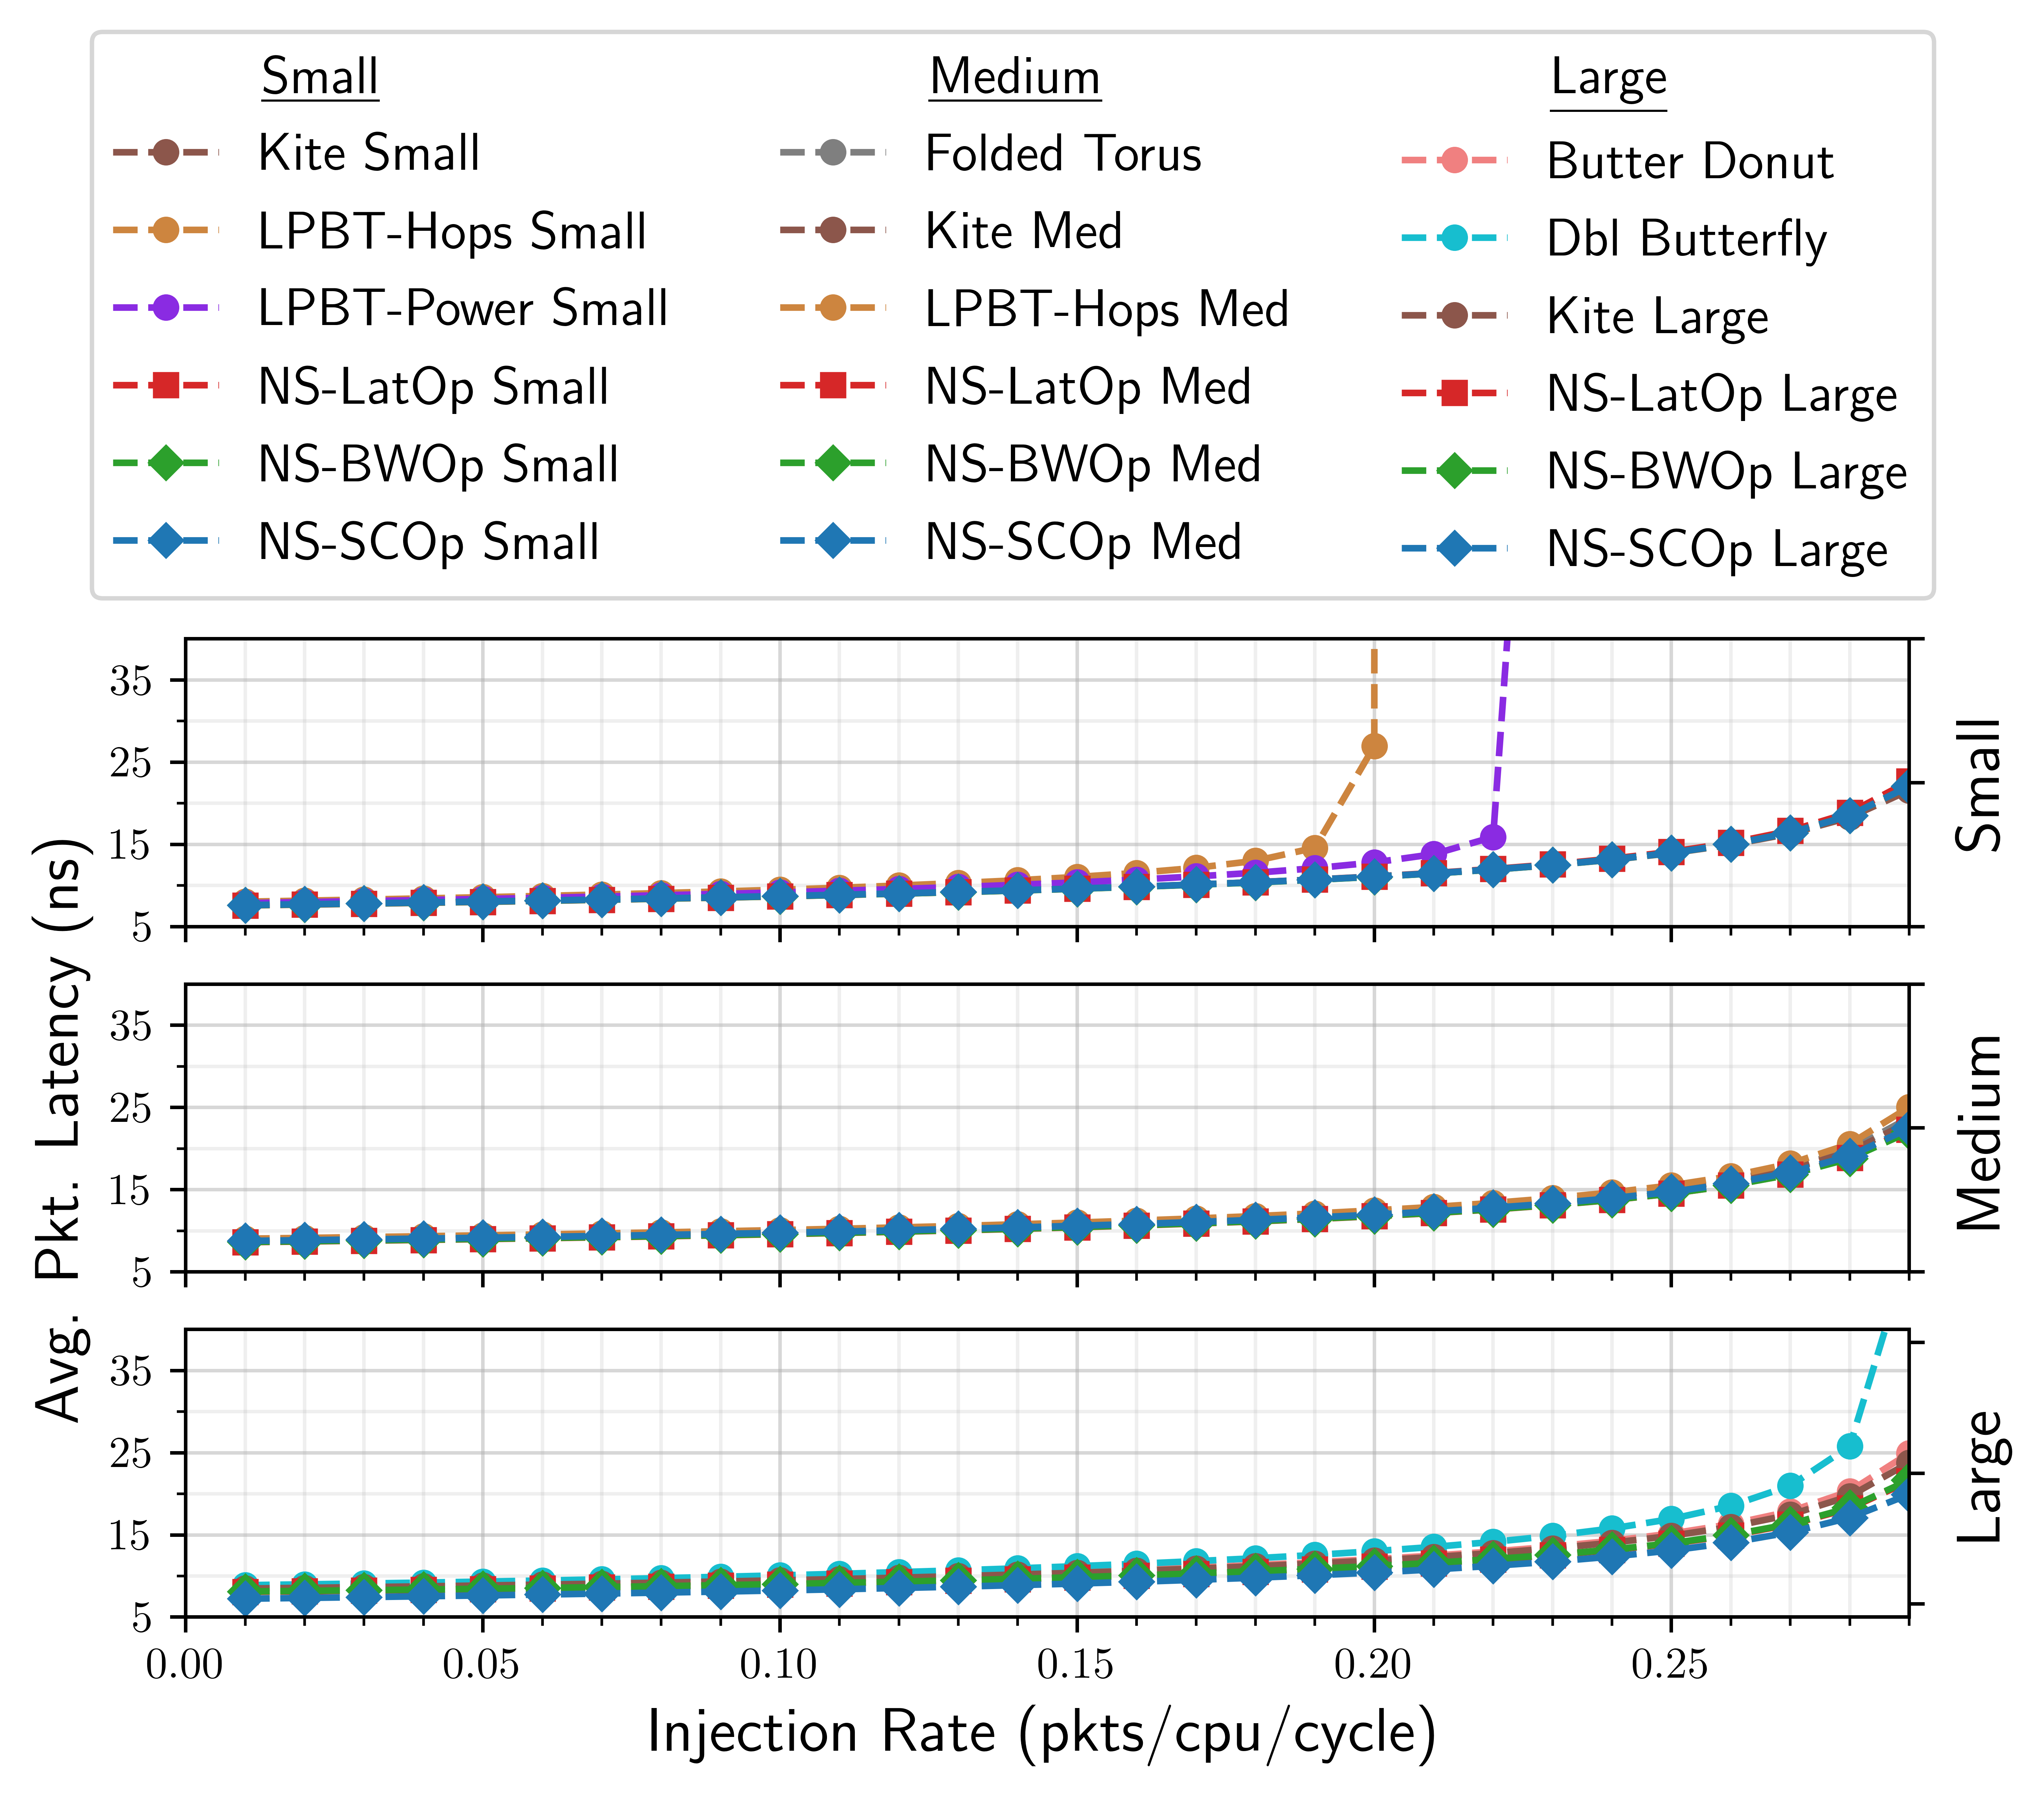 Small
Kite Small
LPBT-Hops Small
LPBT-Power Small
NS-LatOp Small
NS-BWOp Small
NS-SCOp Small
Medium
Folded Torus
Kite Med
LPBT-Hops Med
NS-LatOp Med
NS-BWOp Med
NS-SCOp Med
Large
Butter Donut
Dbl Butterfly
Kite Large
NS-LatOp Large
NS-BWOp Large
NS-SCOp Large
Avg. Pkt. Latency (ns)
35
25
15
5
Small
35
25
15
5
Medium
35
25
15
5
Large
0.00 0.05 0.10 0.15 0.20 0.25
Injection Rate (pkts/cpu/cycle)